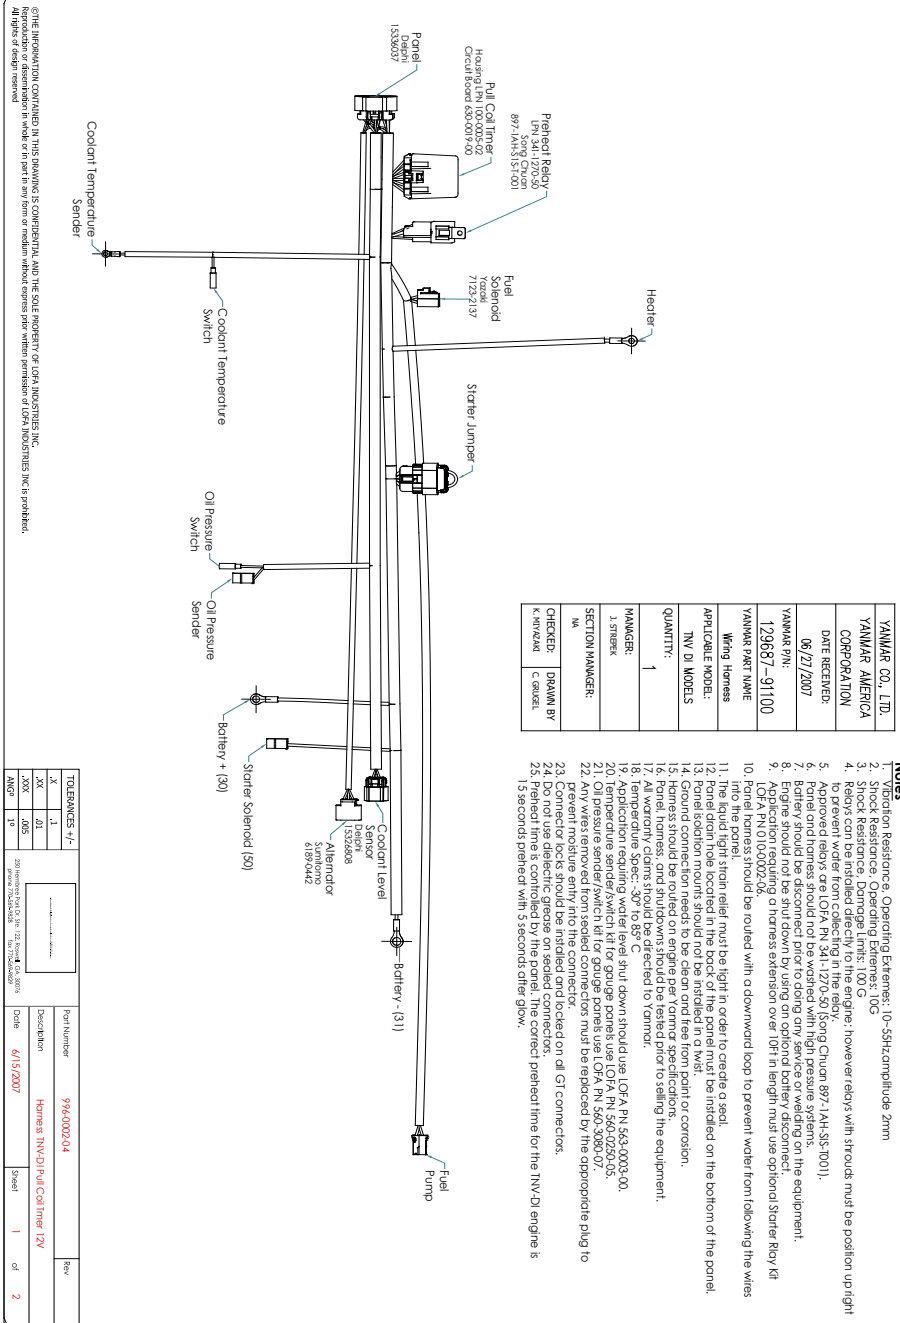 Notes
1. Vibration Resistance, Operating Extremes: 10~55Hz,amplitude 2mm
2. Shock Resistance, Operating Extremes: 10G
3. Shock Resistance, Damage Limits: 100 G
4. Relays can be installed directly to the engine; however relays with shrouds must be position up right
to prevent water from collecting in the relay.
5. Approved relays are LOFA PN 341-1270-50 (Song Chuan 897-1AH-SIS-T001).
6. Panel and harness should not be washed with high pressure systems.
7. Battery should be disconnect prior to doing any service or welding on the equipment.
8. Engine should not be shut down by using an optional battery disconnect.
9. Application requiring a harness extension over 10Ft in length must use optional Starter Rlay Kit
LOFA PN 010-0002-06.
10. Panel harness should be routed with a downward loop to prevent water from following the wires
into the panel.
11. The liquid tight strain relief must be tight in order to create a seal.
12. Panel drain hole located in the back of the panel must be installed on the bottom of the panel.
13. Panel isolation mounts should not be installed in a twist.
14. Ground connection needs to be clean and free from paint or corrosion.
15. Harness should be routed on engine per Yanmar specifications.
16. Panel, harness, and shutdowns should be tested prior to selling the equipment.
17. All warranty claims should be directed to Yanmar.
18. Temperature Spec: -30° to 85° C
19. Application requiring water level shut down should use LOFA PN 563-0003-00.
20. Temperature sender/switch kit for gauge panels use LOFA PN 560-0250-05.
21. Oil pressure sender/switch kit for gauge panels use LOFA PN 560-3080-07.
22. Any wires removed from sealed connectors must be replaced by the appropriate plug to
prevent moisture entry into the connector.
23. Connector locks should be installed and locked on all GT connectors.
24. Do not use dielectric grease on sealed connectors.
25. Preheat time is controlled by the panel. The correct preheat time for the TNV-DI engine is
15 seconds preheat with 5 seconds after glow.
YANMAR CO., LTD.
YANMAR AMERICA
CORPORATION
DATE RECEIVED:
06/27/2007
YANMAR P/N:
129687-91100
YANMAR PART NAME
Wiring Harness
APPLICABLE MODEL:
TNV DI MODELS
QUANTITY:
1
MANAGER:
J. STREPEK
SECTION MANAGER:
NA
CHECKED: DRAWN BY
K. MIYAZAKI C. GRUGEL
Heater
Preheat Relay
LPN 341-1270-50
Song Chuan
897-1AH-S1S-T-001
Pull Coil Timer
Housing LPN 100-0005-02
Circuit Board 630-0019-00
Panel
Delphi
15336037
Fuel
Solenoid
Yazaki
7123-2137
Starter Jumper
Fuel
Pump
Battery - (31)
Coolant Level
Sensor
Delphi
15326808
Alternator
Sumitomo
6189-0442
Starter Solenoid (50)
Battery + (30)
Oil Pressure
Sender
Oil Pressure
Switch
Coolant Temperature
Switch
Coolant Temperature
Sender
©THE INFORMATION CONTAINED IN THIS DRAWING IS CONFIDENTIAL AND THE SOLE PROPERTY OF LOFA INDUSTRIES INC.
Reproduction or dissemination in whole or in part in any form or medium without express prior written permission of LOFA INDUSTRIES INC is prohibited.
All rights of design reserved
TOLERANCES +/-
.X .1
.XX .01
.XXX .005
ANG° 1°
250 Hembree Park Dr. Ste. 122, Roswell, GA. 30076
phone 770-569-9828 fax 770-569-9829
Part Number 996-0002-04 Rev
Description Harness TNV-DI Pull Coil Timer 12V
Date 6/15/2007 Sheet 1 of 2